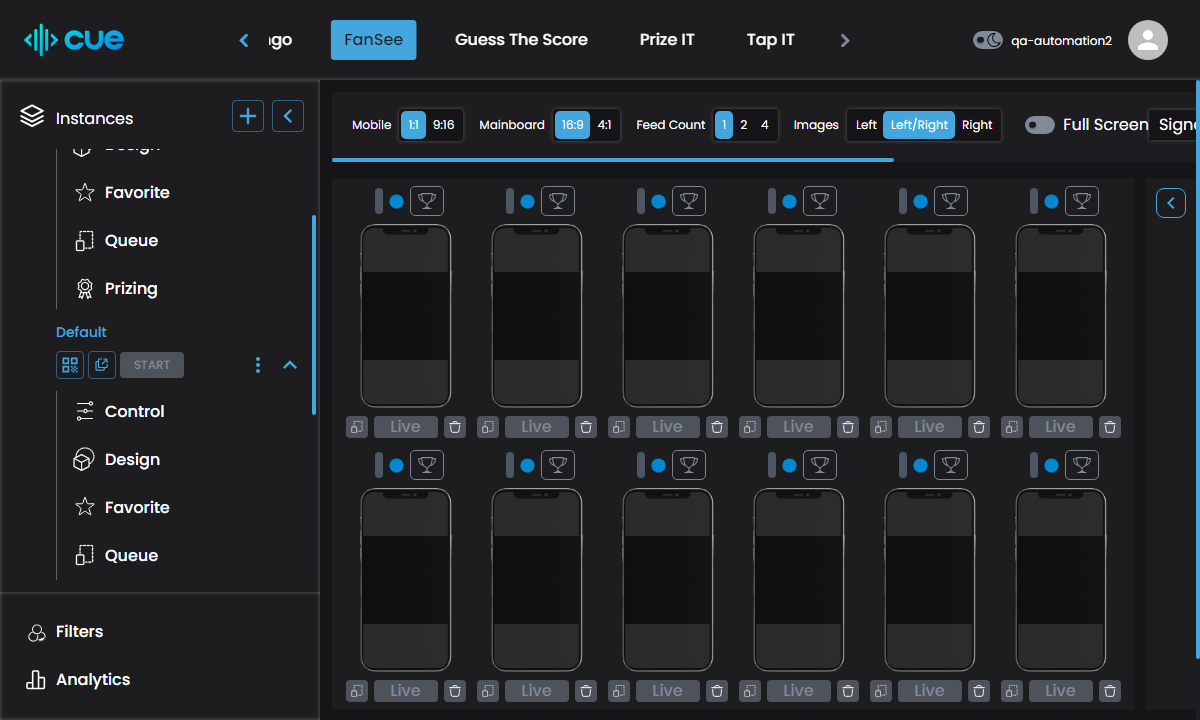 cue
ngo
FanSee
Guess The Score
Prize IT
Tap IT
qa-automation2
Instances
Favorite
Queue
Prizing
Default
START
Control
Design
Favorite
Queue
Filters
Analytics
Mobile 1:1 9:16 Mainboard 16:9 4:1 Feed Count 1 2 4 Images Left Left/Right Right Full Screen
Live Live Live Live Live Live
Live Live Live Live Live Live